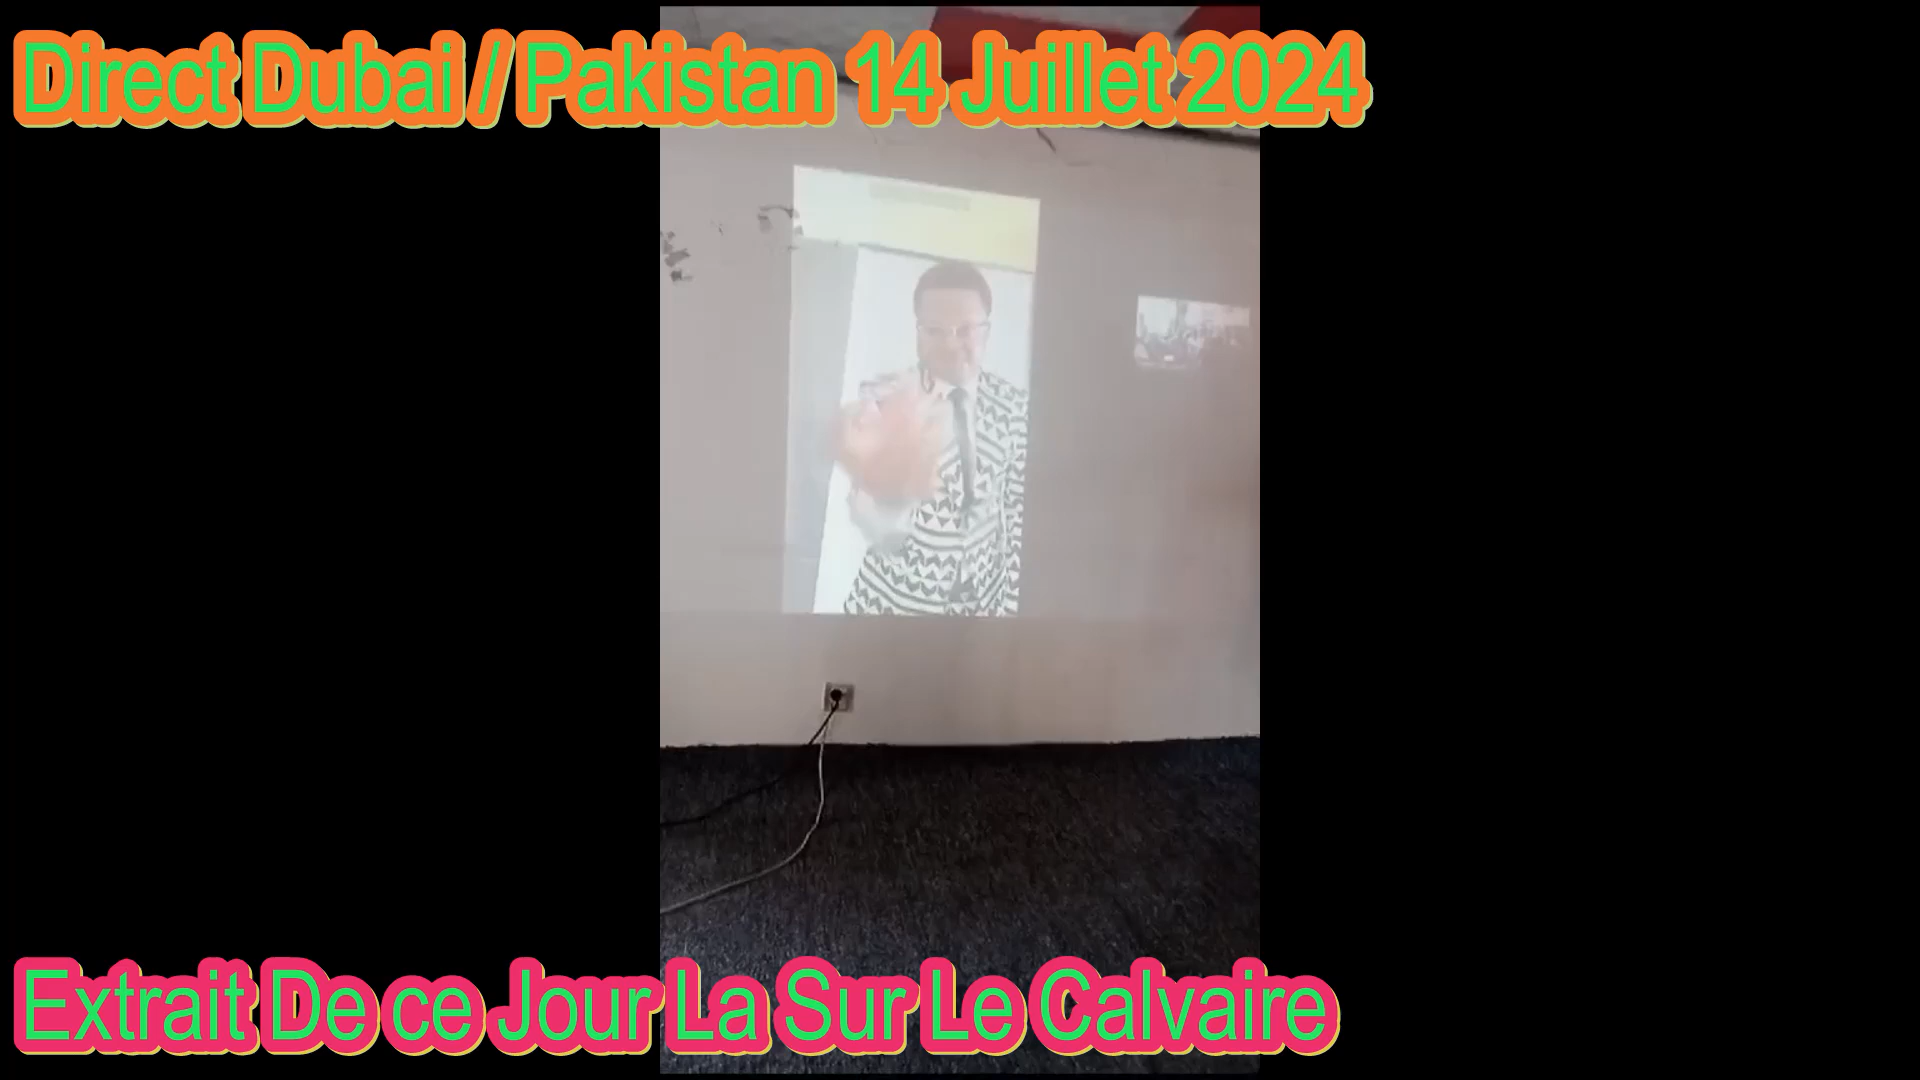 Direct Dubai / Pakistan 14 Juillet 2024
Extrait De ce Jour La Sur Le Calvaire